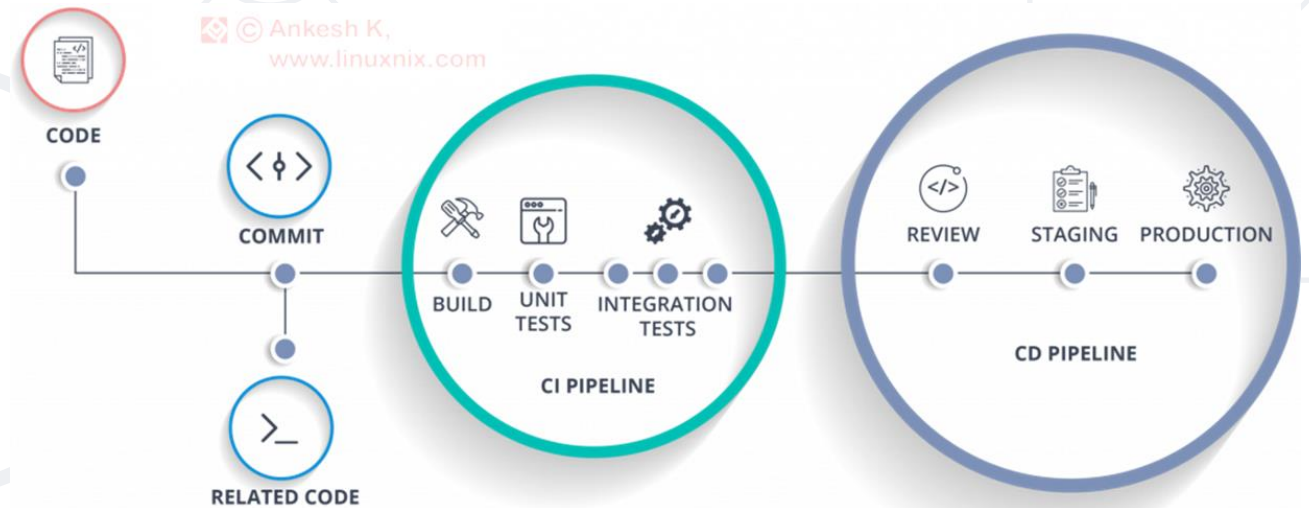 © Ankesh K,
www.linuxnix.com
CODE
COMMIT
RELATED CODE
BUILD
UNIT
TESTS
INTEGRATION
TESTS
CI PIPELINE
REVIEW
STAGING
PRODUCTION
CD PIPELINE